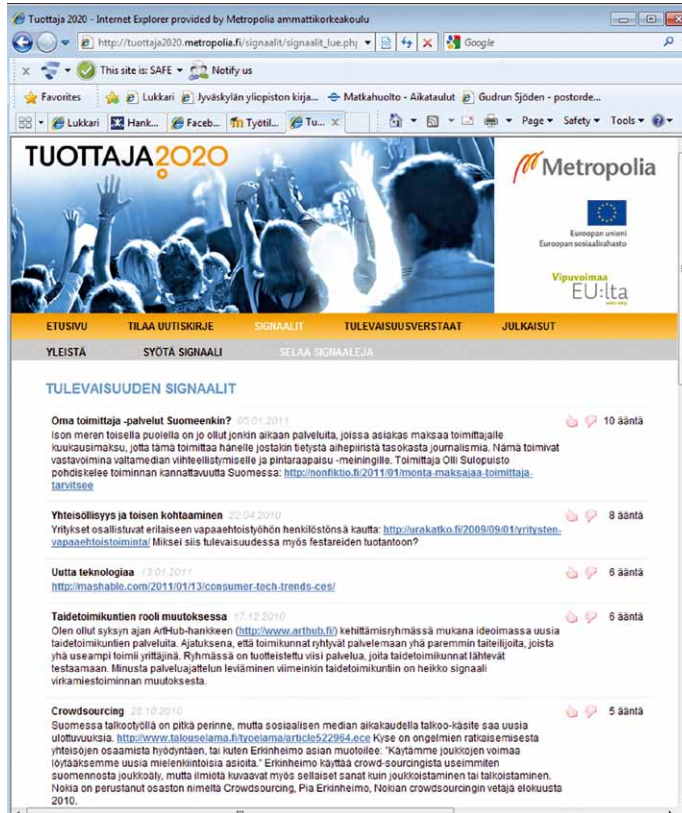 Tuottaja 2020 - Internet Explorer provided by Metropolia ammattikorkeakoulu
http://tuottaja2020.metropolia.fi/signaalit/signaalit_lue.php
Google
This site is: SAFE
Notify us
Favorites
Lukkari
Jyväskylän yliopiston kirja...
Matkahuolto - Aikataulut
Gudrun Sjöden - postorde...
Lukkari
Hank...
Faceb...
Työtil...
Tu...
Page
Safety
Tools
TUOTTAJA2020
Metropolia
Euroopan unioni
Euroopan sosiaalirahasto
Vipuvoimaa
EU:lta
2007-2013
ETUSIVU TILAA UUTISKIRJE SIGNAALIT TULEVAISUUSVERSTAAT JULKAISUT
YLEISTÄ SYÖTÄ SIGNAALI SELAA SIGNAALEJA
TULEVAISUUDEN SIGNAALIT
Oma toimittaja -palvelut Suomeenkin? 05.01.2011 10 ääntä
Ison meren toisella puolella on jo ollut jonkin aikaan palveluita, joissa asiakas maksaa toimittajalle
kuukausimaksu, jotta tämä toimittaa hänelle jostakin tietystä aihepiiristä tasokasta journalismia. Nämä toimivat
vastavoimina valtamedian viihteellistymiselle ja pintaraapaisu -meiningille. Toimittaja Olli Sulopuisto
pohdiskelee toiminnan kannattavuutta Suomessa: http://nonfiktio.fi/2011/01/monta-maksajaa-toimittaja-
tarvitsee
Yhteisöllisyys ja toisen kohtaaminen 22.04.2010 8 ääntä
Yritykset osallistuvat erilaiseen vapaaehtoistyöhön henkilöstönsä kautta: http://urakatko.fi/2009/09/01/yritysten-
vapaaehtoistoiminta/ Miksei siis tulevaisuudessa myös festareiden tuotantoon?
Uutta teknologiaa 13.01.2011 6 ääntä
http://mashable.com/2011/01/13/consumer-tech-trends-ces/
Taidetoimikuntien rooli muutoksessa 17.12.2010 6 ääntä
Olen ollut syksyn ajan ArtHub-hankkeen (http://www.arthub.fi/) kehittämisryhmässä mukana ideoimassa uusia
taidetoimikuntien palveluita. Ajatuksena, että toimikunnat ryhtyvät palvelemaan yhä paremmin taiteilijoita, joista
yhä useampi toimii yrittäjinä. Ryhmässä on tuotteistettu viisi palvelua, joita taidetoimikunnat lähtevät
testaamaan. Minusta palveluajattelun leviäminen viimeinkin taidetoimikuntiin on heikko signaali
virkamiestoiminnan muutoksesta.
Crowdsourcing 26.10.2010 5 ääntä
Suomessa talkootyöllä on pitkä perinne, mutta sosiaalisen median aikakaudella talkoo-käsite saa uusia
ulottuvuuksia. http://www.talouselama.fi/tyoelama/article522964.ece Kyse on ongelmien ratkaisemisesta
yhteisöjen osaamista hyödyntäen, tai kuten Erkinheimo asian muotoilee: "Käytämme joukkojen voimaa
löytääksemme uusia mielenkiintoisia asioita." Erkinheimo käyttää crowd-sourcingista useimmiten
suomennosta joukkoäly, mutta ilmiötä kuvaavat myös sellaiset sanat kuin joukkoistaminen tai talkoistaminen.
Nokia on perustanut osaston nimeltä Crowdsourcing, Pia Erkinheimo, Nokian crowdsourcingin vetäjä elokuusta
2010.